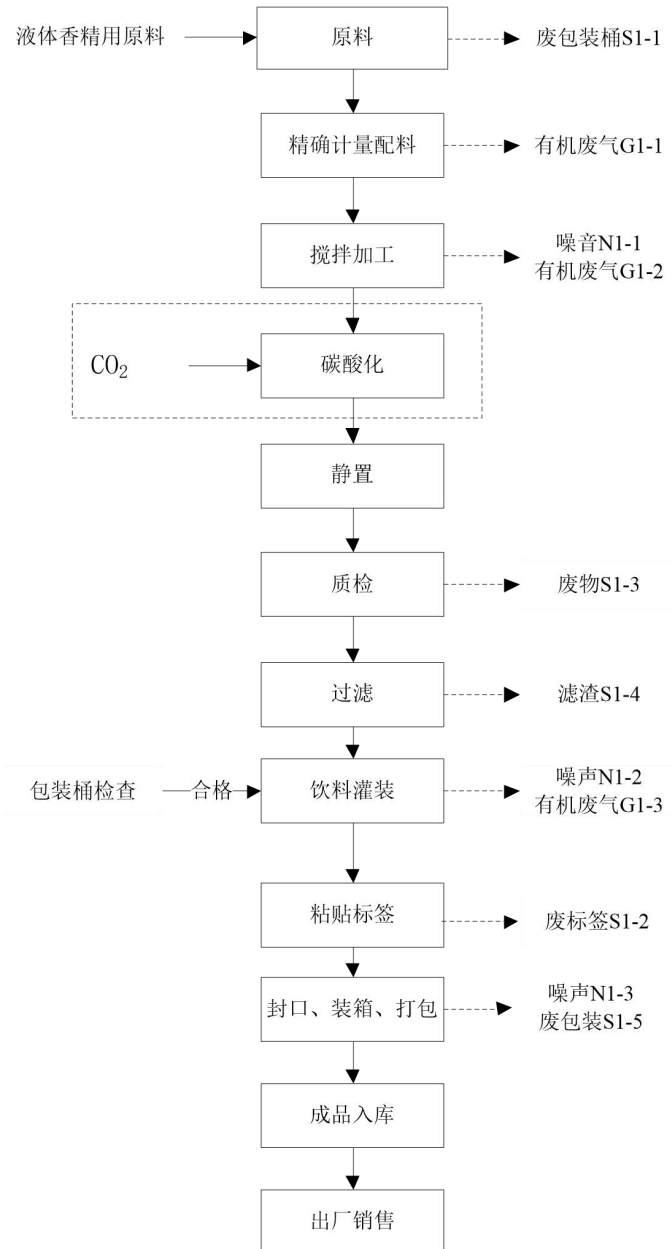 液体香精用原料
原料
废包装桶S1-1
精确计量配料
有机废气G1-1
搅拌加工
噪音N1-1
有机废气G1-2
CO₂
碳酸化
静置
质检
废物S1-3
过滤
滤渣S1-4
包装桶检查
合格
饮料灌装
噪声N1-2
有机废气G1-3
粘贴标签
废标签S1-2
封口、装箱、打包
噪声N1-3
废包装S1-5
成品入库
出厂销售